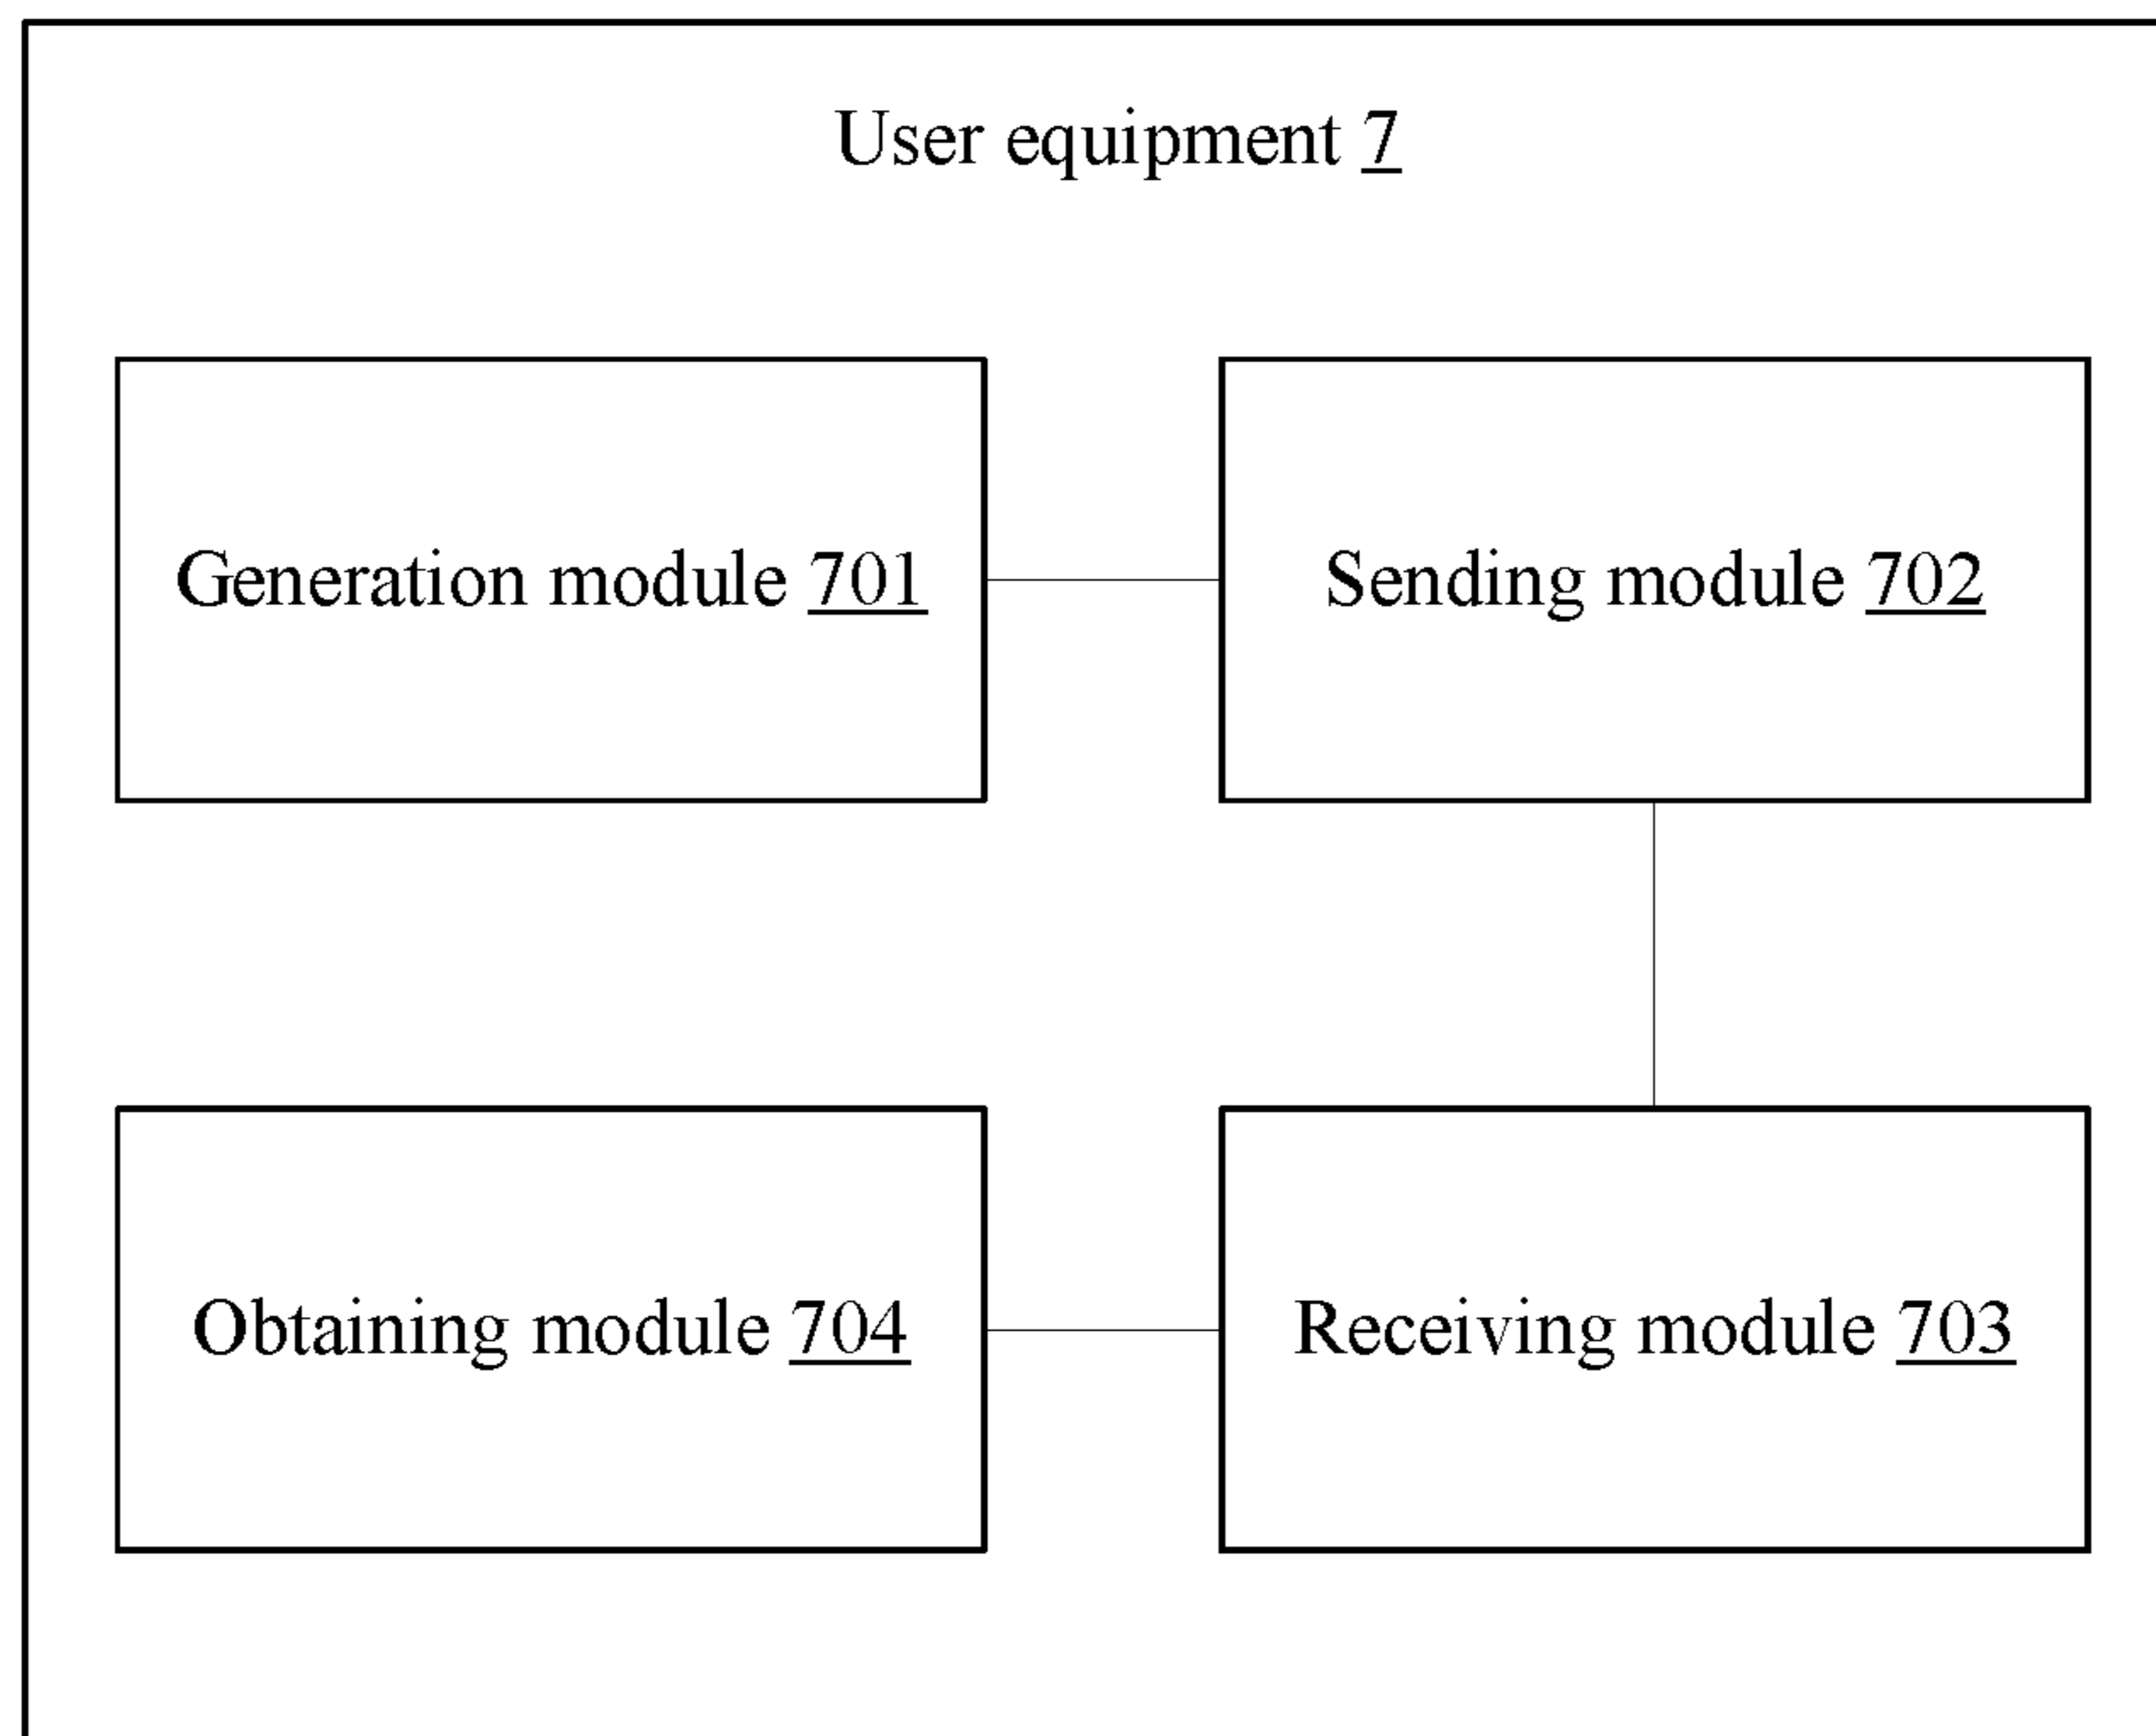 User equipment 7
Generation module 701
Sending module 702
Obtaining module 704
Receiving module 703